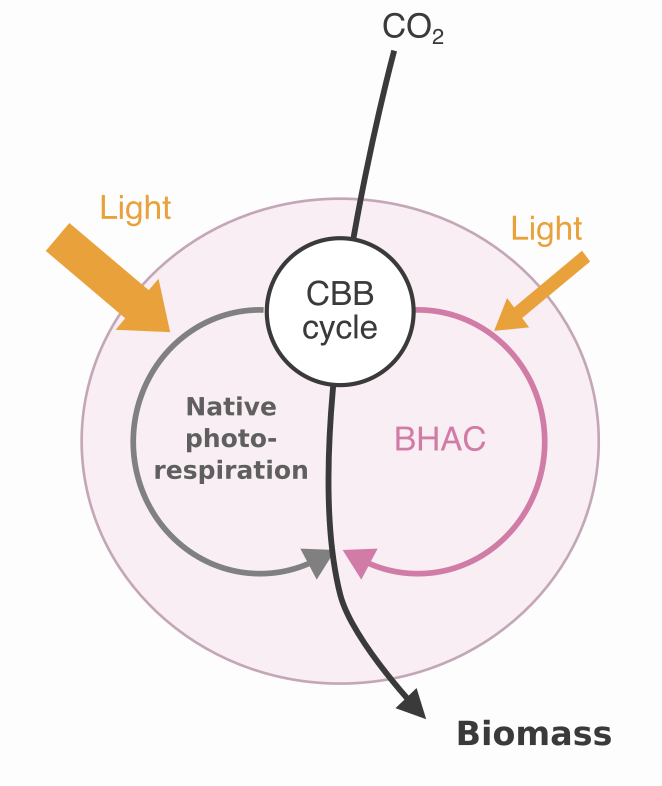 CO₂
Light
Light
CBB
cycle
Native
photo-
respiration
BHAC
Biomass